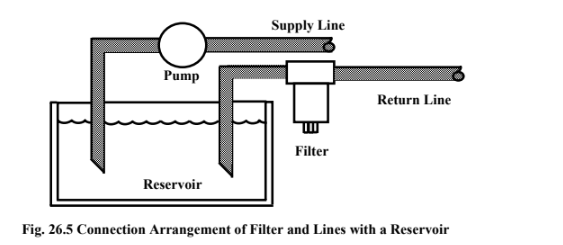 Supply Line
Pump
Return Line
Filter
Reservoir
Fig. 26.5 Connection Arrangement of Filter and Lines with a Reservoir